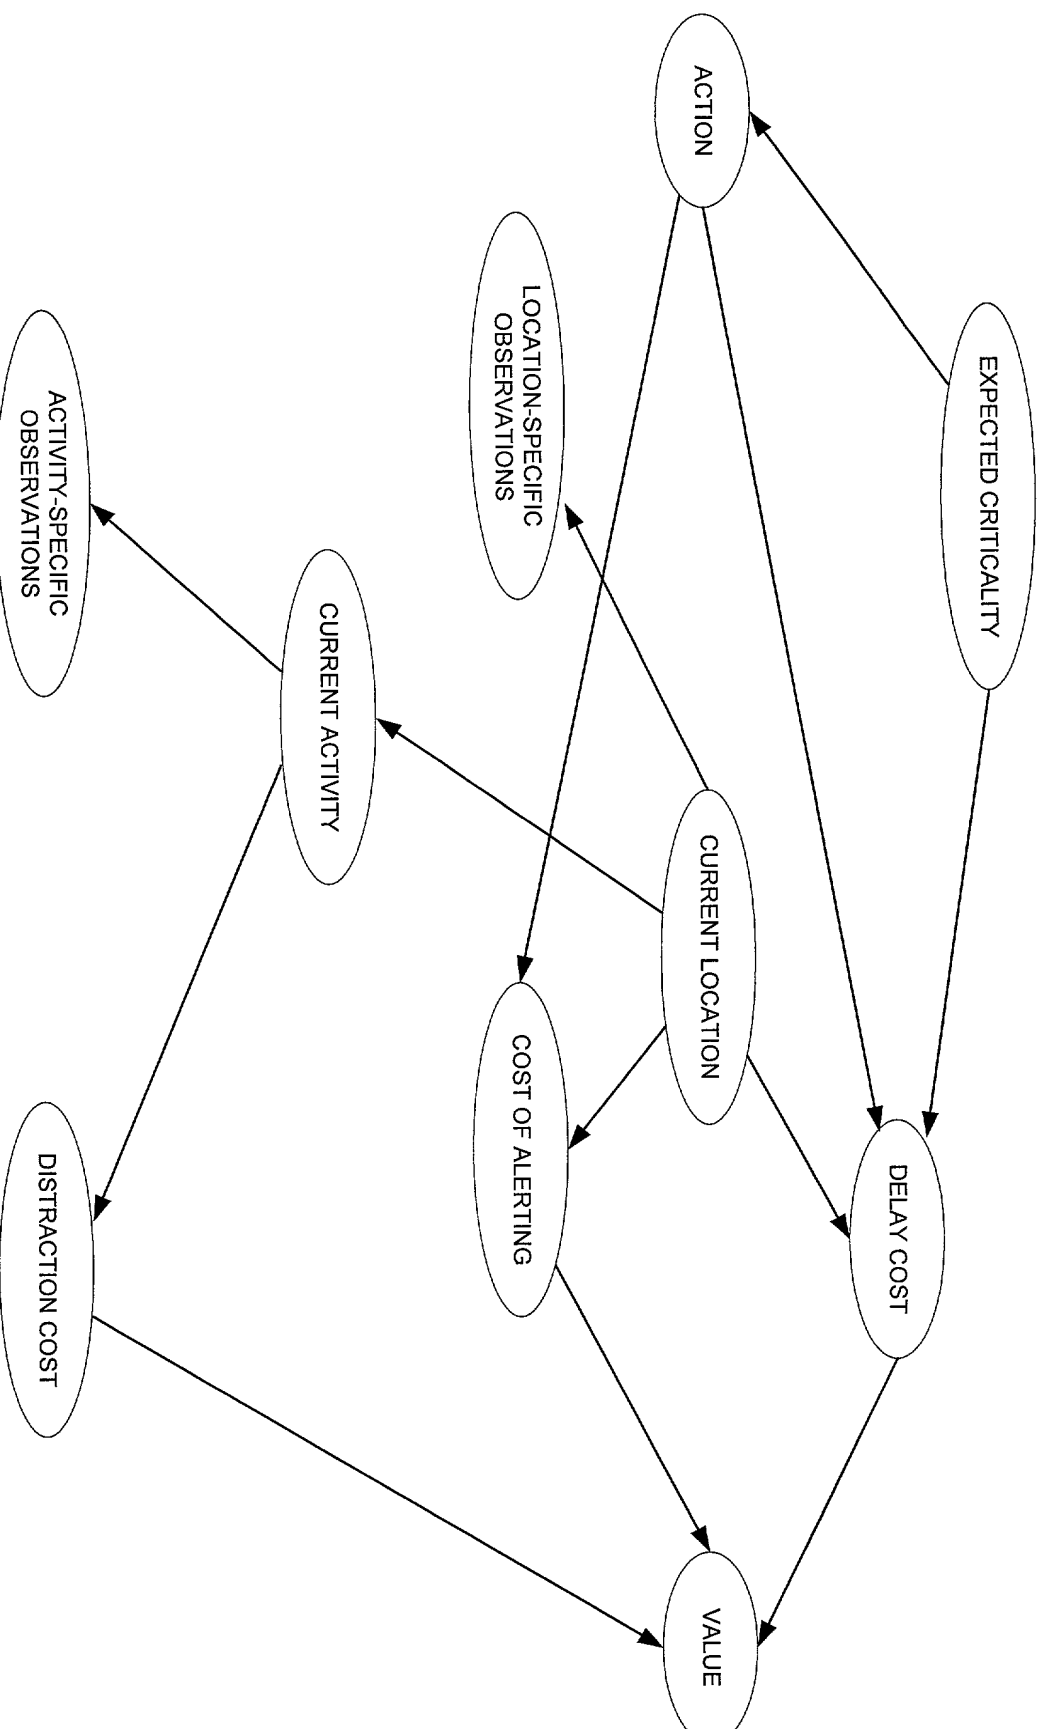 EXPECTED CRITICALITY
DELAY COST
ACTION
CURRENT LOCATION
VALUE
LOCATION-SPECIFIC
OBSERVATIONS
COST OF ALERTING
CURRENT ACTIVITY
ACTIVITY-SPECIFIC
OBSERVATIONS
DISTRACTION COST